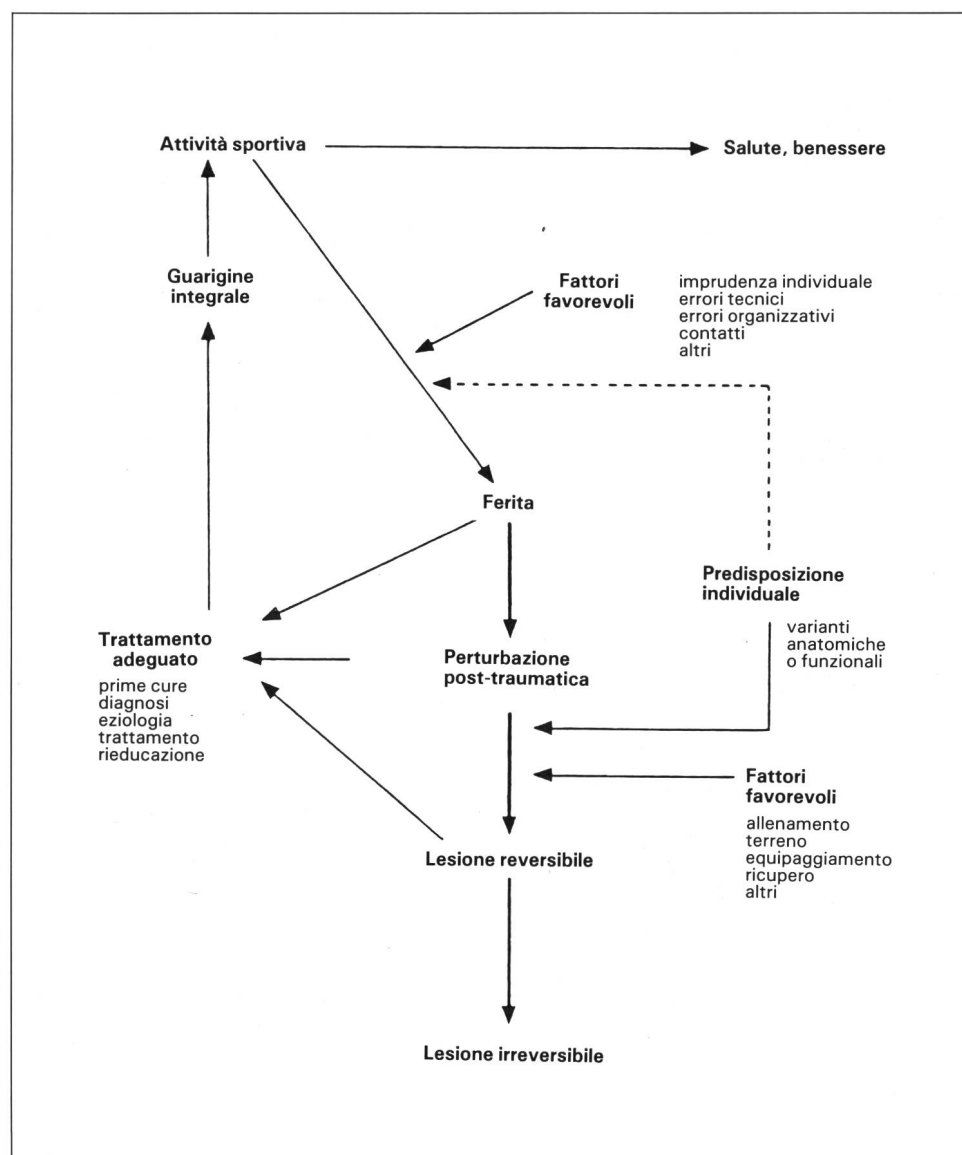 Attività sportiva
Salute, benessere
Guarigine
integrale
Fattori
favorevoli
imprudenza individuale
errori tecnici
errori organizzativi
contatti
altri
Ferita
Predisposizione
individuale
varianti
anatomiche
o funzionali
Trattamento
adeguato
prime cure
diagnosi
eziologia
trattamento
rieducazione
Perturbazione
post-traumatica
Fattori
favorevoli
allenamento
terreno
equipaggiamento
ricupero
altri
Lesione reversibile
Lesione irreversibile